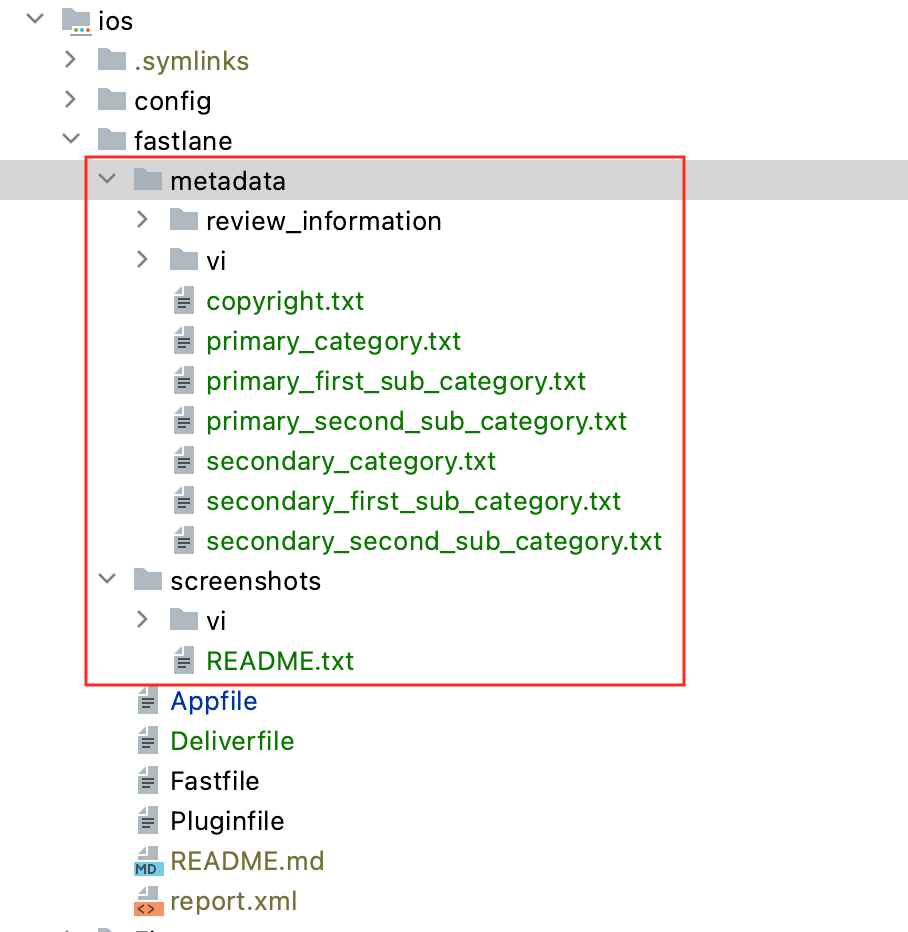 ios
.symlinks
config
fastlane
metadata
review_information
vi
copyright.txt
primary_category.txt
primary_first_sub_category.txt
primary_second_sub_category.txt
secondary_category.txt
secondary_first_sub_category.txt
secondary_second_sub_category.txt
screenshots
vi
README.txt
Appfile
Deliverfile
Fastfile
Pluginfile
MD README.md
<> report.xml